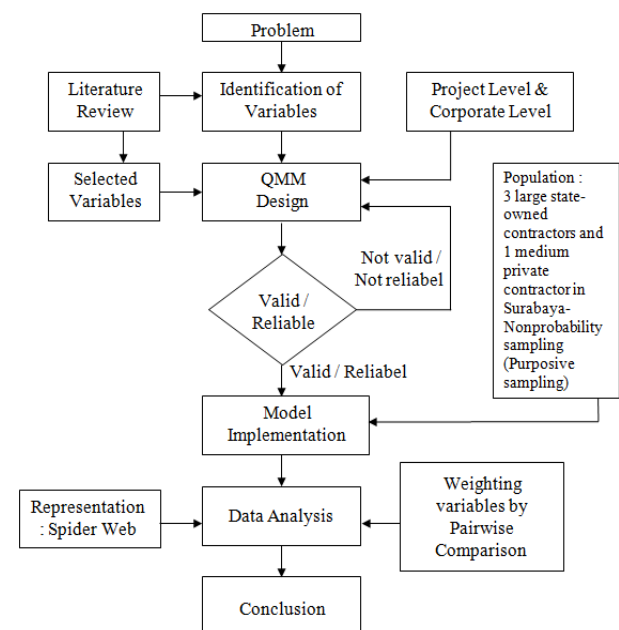 Problem
Literature
Review
Identification of
Variables
Project Level &
Corporate Level
Selected
Variables
QMM
Design
Population :
3 large state-
owned
contractors and
1 medium
private
contractor in
Surabaya-
Nonprobability
sampling
(Purposive
sampling)
Not valid /
Not reliabel
Valid /
Reliable
Valid / Reliabel
Model
Implementation
Representation
: Spider Web
Data Analysis
Weighting
variables by
Pairwise
Comparison
Conclusion